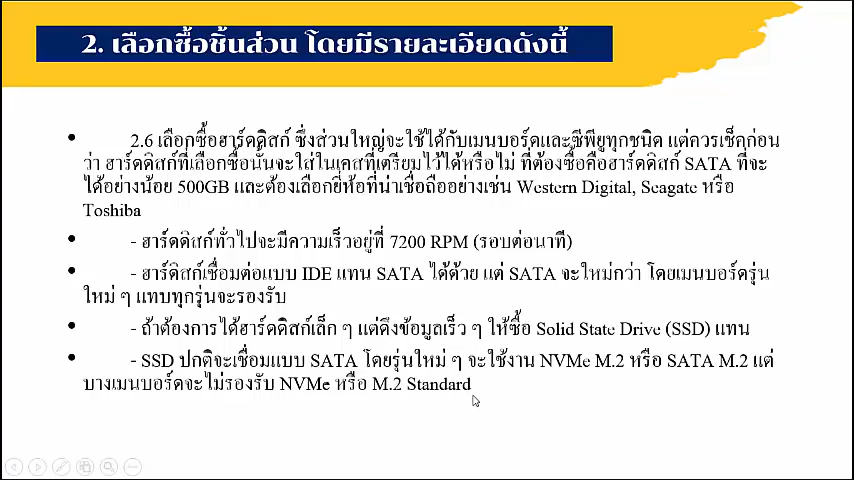 2. เลือกซื้อชิ้นส่วน โดยมีรายละเอียดดังนี้
• 2.6 เลือกซื้อฮาร์ดดิสก์ ซึ่งส่วนใหญ่จะใช้ได้กับเมนบอร์ดและซีพียูทุกชนิด แต่ควรเช็คก่อน
ว่า ฮาร์ดดิสก์ที่เลือกซื้อนั้นจะใส่ในเคสที่เตรียมไว้ได้หรือไม่ ที่ต้องซื้อคือฮาร์ดดิสก์ SATA ที่จุ
ได้อย่างน้อย 500GB และต้องเลือกยี่ห้อที่น่าเชื่อถืออย่างเช่น Western Digital, Seagate หรือ
Toshiba
• - ฮาร์ดดิสก์ทั่วไปจะมีความเร็วอยู่ที่ 7200 RPM (รอบต่อนาที)
• - ฮาร์ดิสก์เชื่อมต่อแบบ IDE แทน SATA ได้ด้วย แต่ SATA จะใหม่กว่า โดยเมนบอร์ดรุ่น
ใหม่ ๆ แทบทุกรุ่นจะรองรับ
• - ถ้าต้องการได้ฮาร์ดดิสก์เล็ก ๆ แต่ดึงข้อมูลเร็ว ๆ ให้ซื้อ Solid State Drive (SSD) แทน
• - SSD ปกติจะเชื่อมแบบ SATA โดยรุ่นใหม่ ๆ จะใช้งาน NVMe M.2 หรือ SATA M.2 แต่
บางเมนบอร์ดจะไม่รองรับ NVMe หรือ M.2 Standard